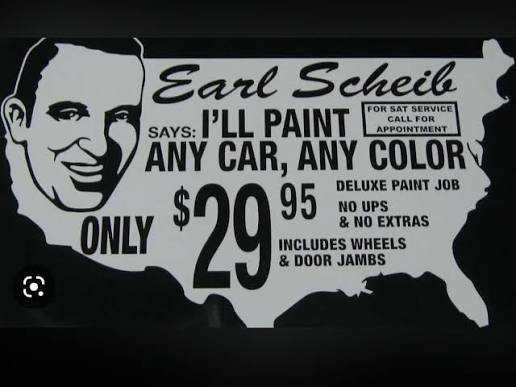 Earl Scheib
SAYS: I'LL PAINT
FOR SAT SERVICE
CALL FOR
APPOINTMENT
ANY CAR, ANY COLOR
ONLY $29 95
DELUXE PAINT JOB
NO UPS
& NO EXTRAS
INCLUDES WHEELS
& DOOR JAMBS